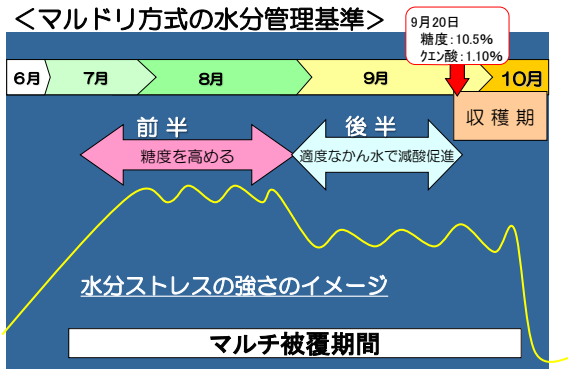 ＜マルドリ方式の水分管理基準＞
9月20日
糖度：10.5%
クエン酸：1.10%
6月 7月 8月 9月 10月
収穫期
前半 後半
糖度を高める 適度なかん水で減酸促進
水分ストレスの強さのイメージ
マルチ被覆期間